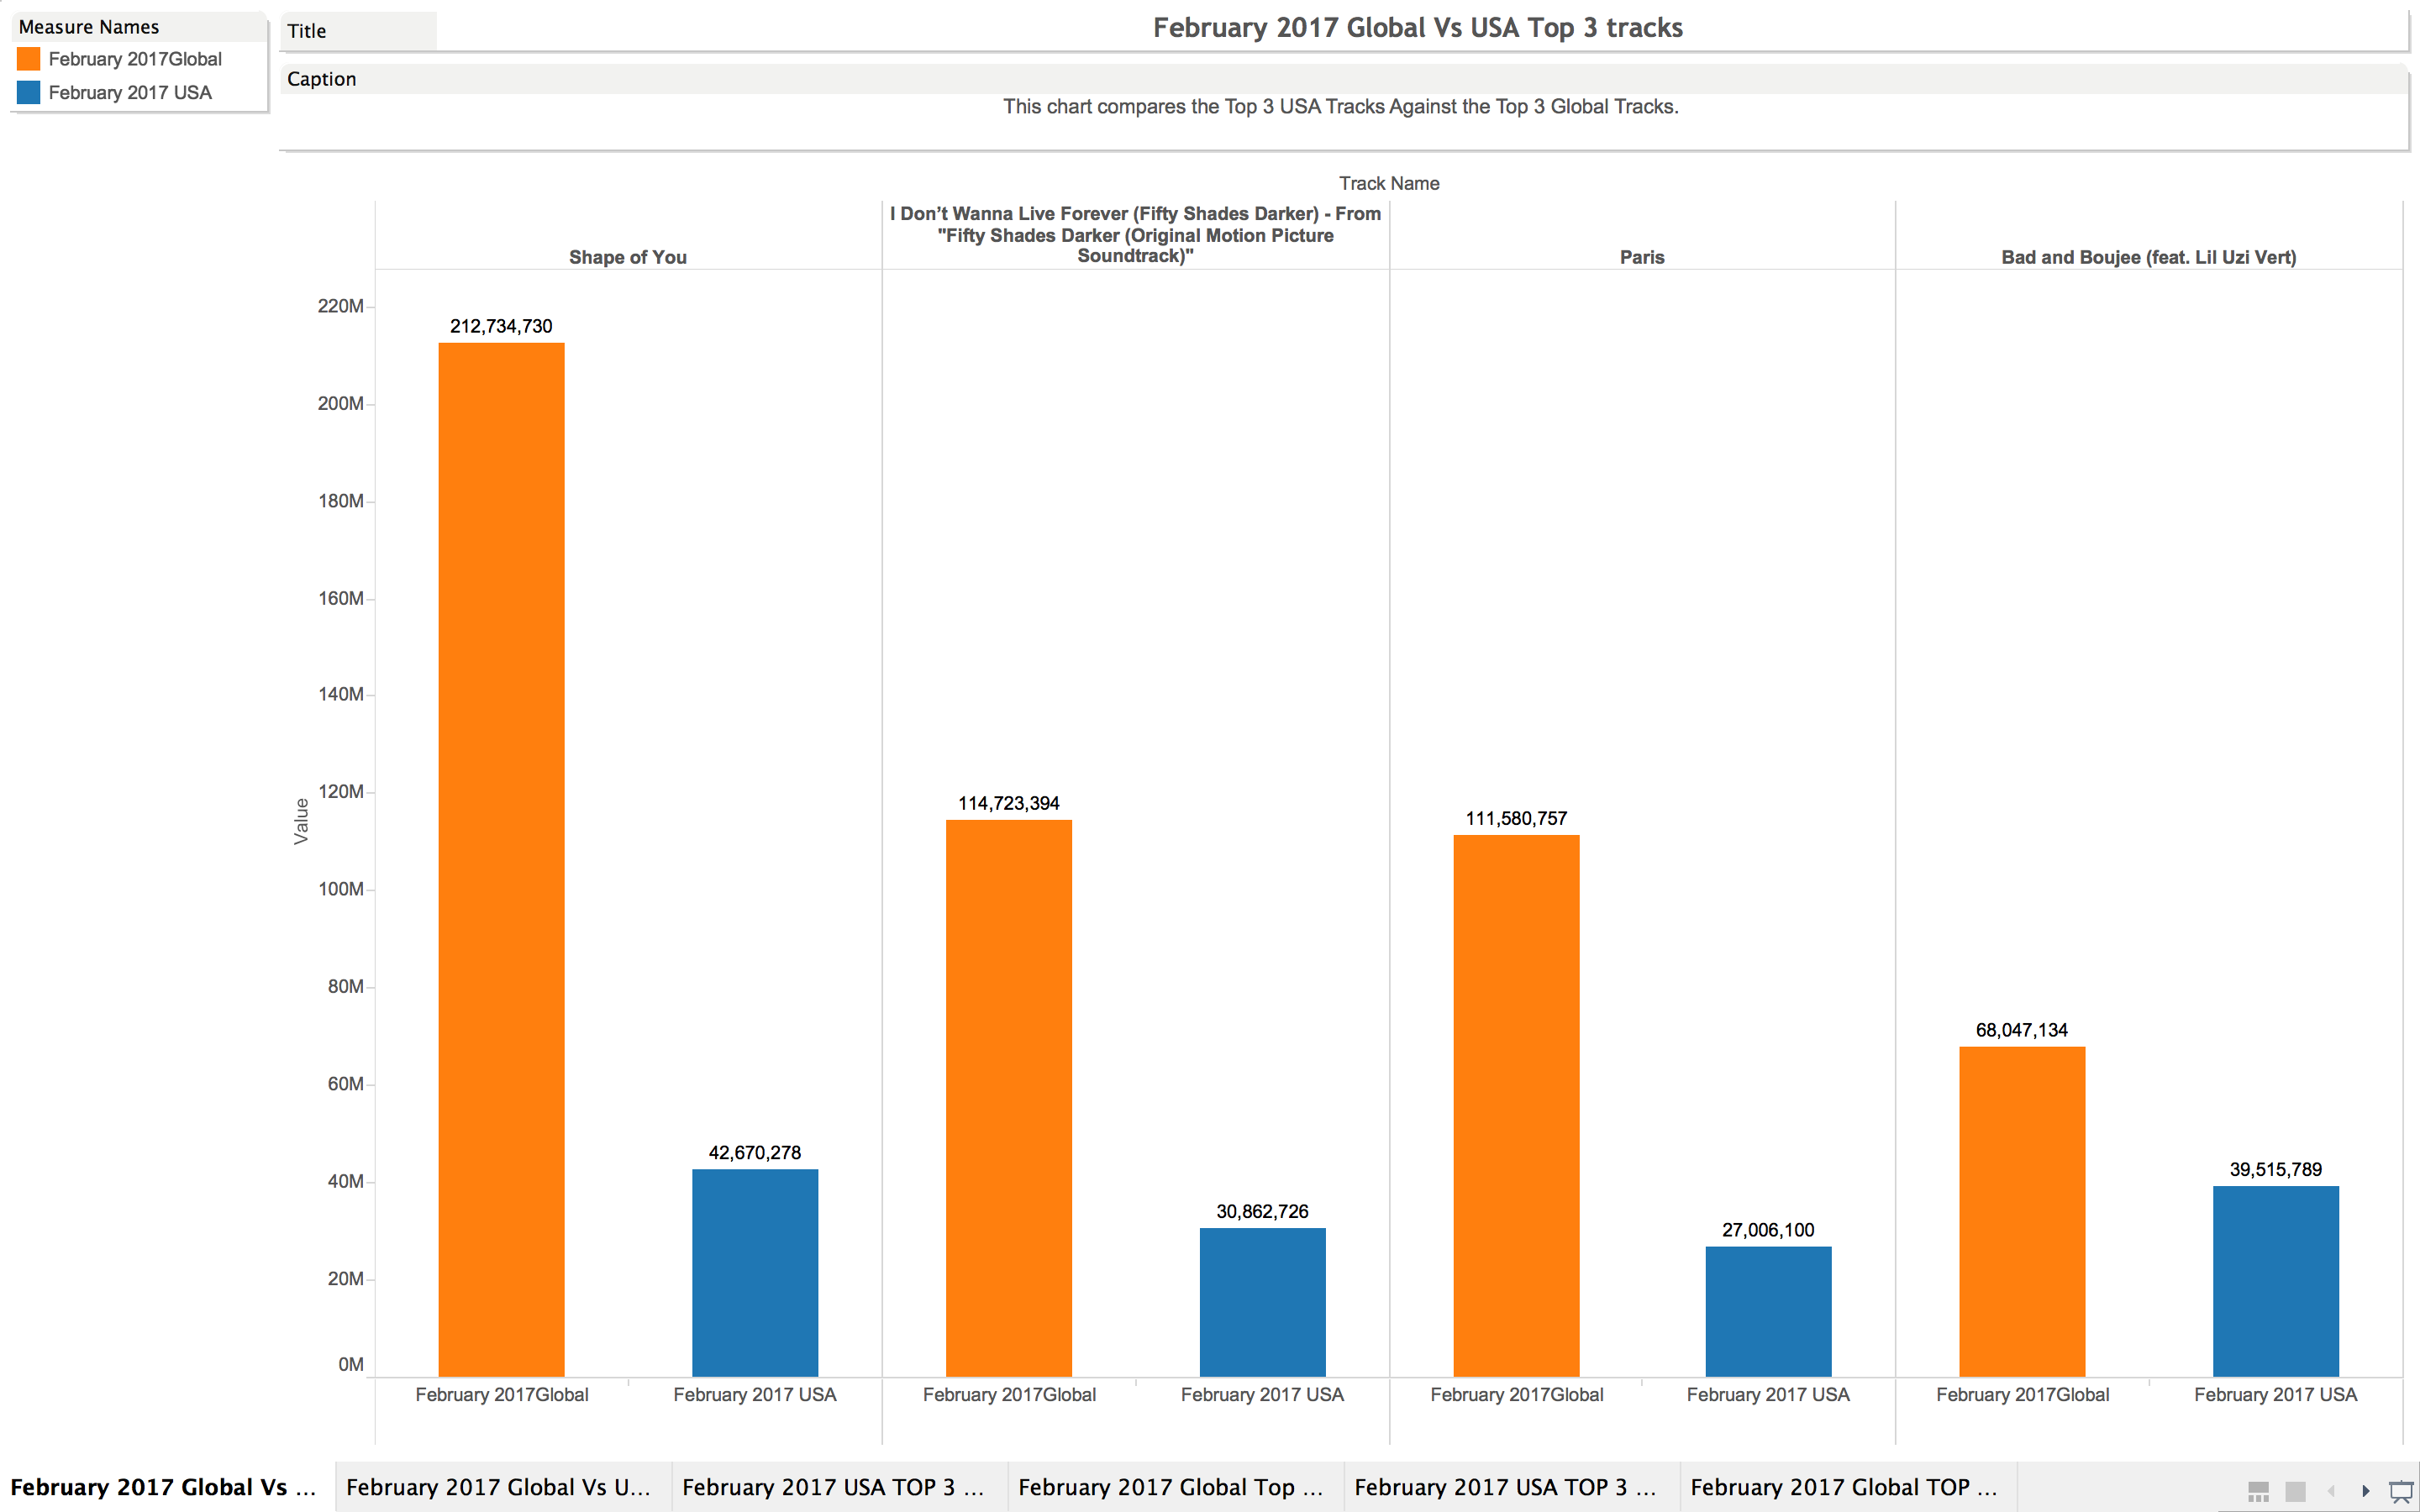 Measure Names
February 2017Global
February 2017 USA
Title
February 2017 Global Vs USA Top 3 tracks
Caption
This chart compares the Top 3 USA Tracks Against the Top 3 Global Tracks.
Track Name
Shape of You
I Don’t Wanna Live Forever (Fifty Shades Darker) - From
"Fifty Shades Darker (Original Motion Picture
Soundtrack)"
Paris
Bad and Boujee (feat. Lil Uzi Vert)
Value
220M
200M
180M
160M
140M
120M
100M
80M
60M
40M
20M
0M
212,734,730
42,670,278
114,723,394
30,862,726
111,580,757
27,006,100
68,047,134
39,515,789
February 2017Global
February 2017 USA
February 2017Global
February 2017 USA
February 2017Global
February 2017 USA
February 2017Global
February 2017 USA
February 2017 Global Vs ...
February 2017 Global Vs U...
February 2017 USA TOP 3 ...
February 2017 Global Top ...
February 2017 USA TOP 3 ...
February 2017 Global TOP ...